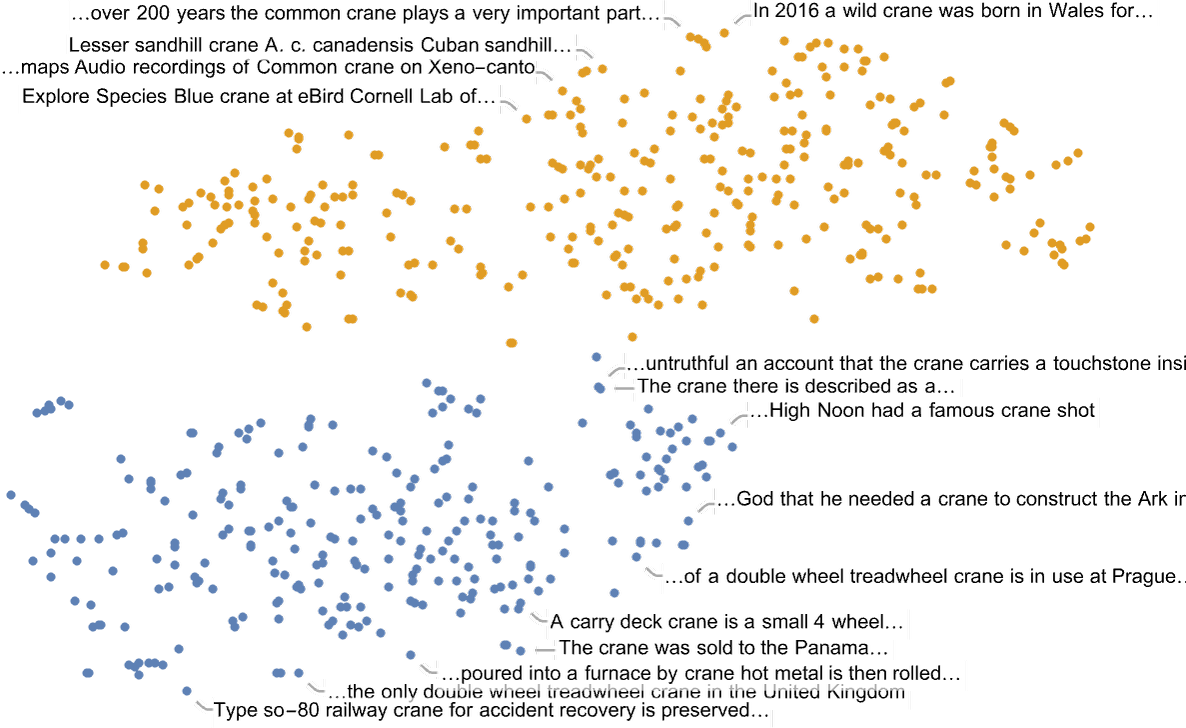 …over 200 years the common crane plays a very important part…
In 2016 a wild crane was born in Wales for…
Lesser sandhill crane A. c. canadensis Cuban sandhill…
…maps Audio recordings of Common crane on Xeno–canto
Explore Species Blue crane at eBird Cornell Lab of…
…untruthful an account that the crane carries a touchstone insi
The crane there is described as a…
…High Noon had a famous crane shot
…God that he needed a crane to construct the Ark in
…of a double wheel treadwheel crane is in use at Prague…
A carry deck crane is a small 4 wheel…
The crane was sold to the Panama…
…poured into a furnace by crane hot metal is then rolled…
…the only double wheel treadwheel crane in the United Kingdom
Type so–80 railway crane for accident recovery is preserved…